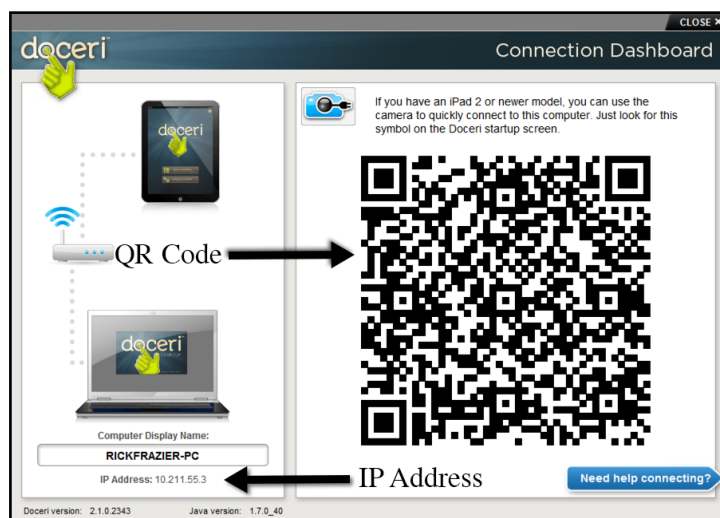 CLOSE ×
doceri
Connection Dashboard
If you have an iPad 2 or newer model, you can use the
camera to quickly connect to this computer. Just look for this
symbol on the Doceri startup screen.
doceri
QR Code
doceri
Computer Display Name:
RICKFRAZIER-PC
IP Address: 10.211.55.3
IP Address
Need help connecting?
Doceri version: 2.1.0.2343
Java version: 1.7.0_40